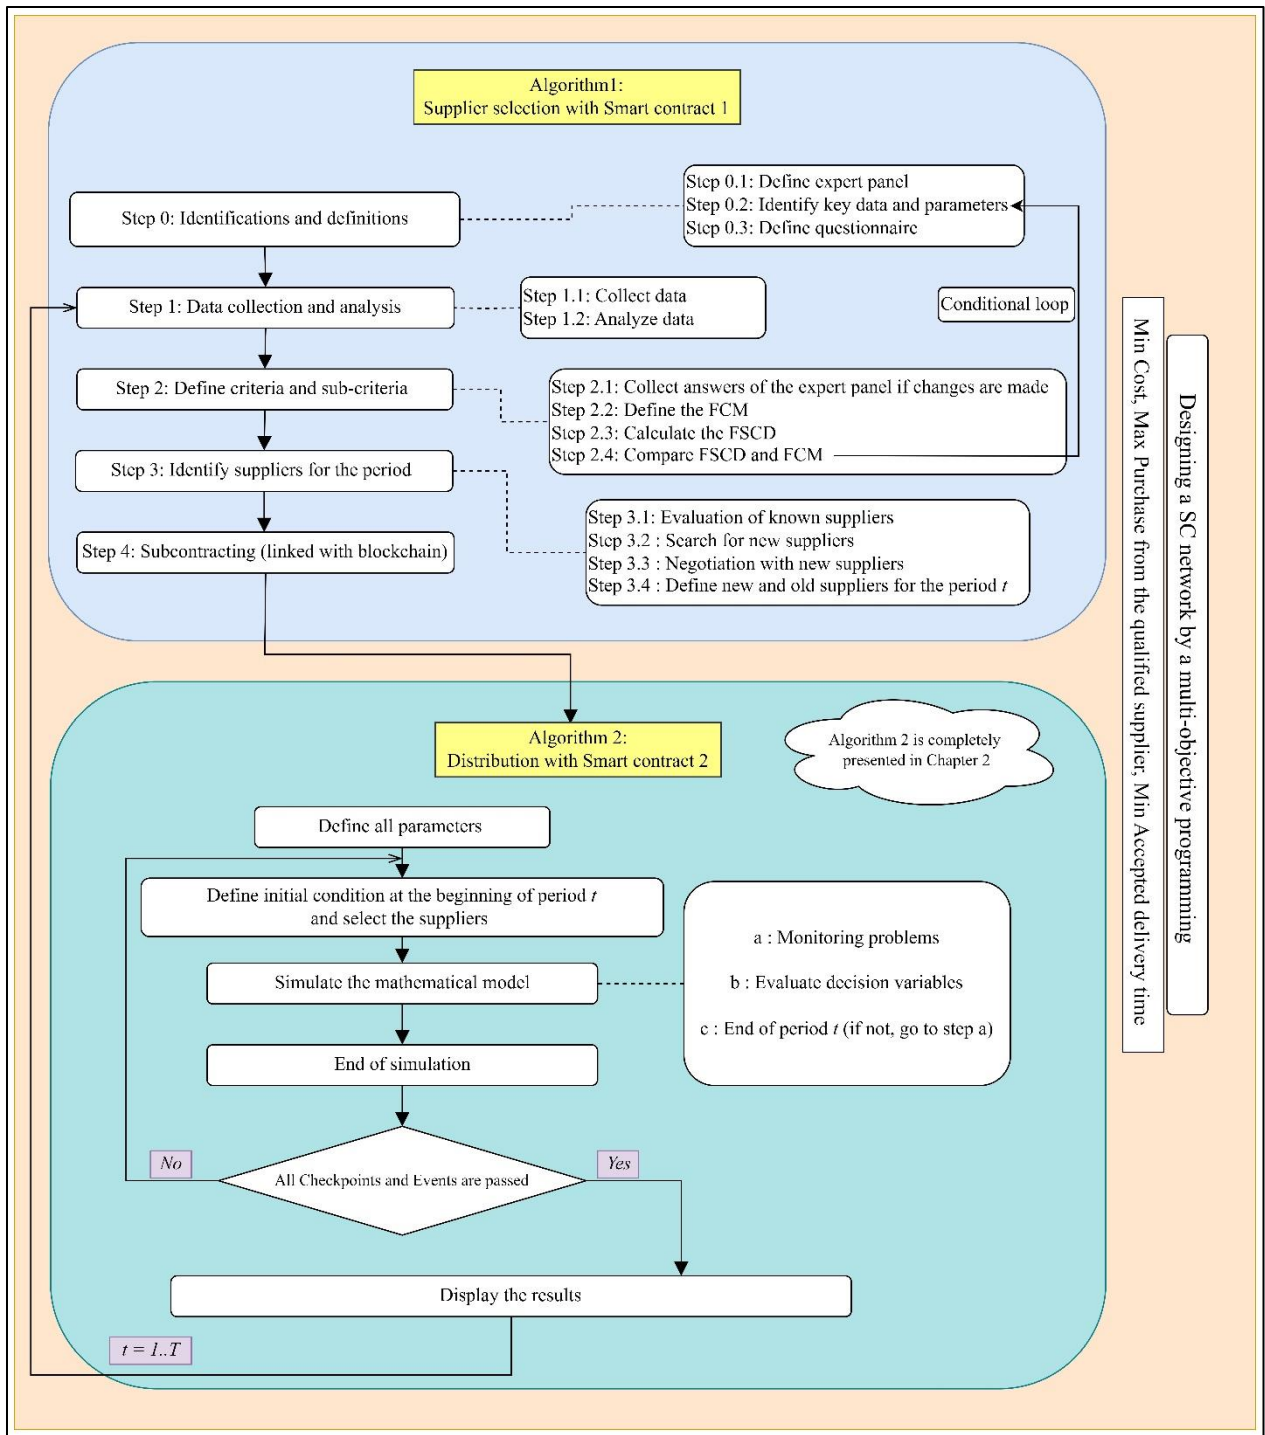 Algorithm1:
Supplier selection with Smart contract 1
Step 0: Identifications and definitions
Step 0.1: Define expert panel
Step 0.2: Identify key data and parameters
Step 0.3: Define questionnaire
Step 1: Data collection and analysis
Step 1.1: Collect data
Step 1.2: Analyze data
Conditional loop
Step 2: Define criteria and sub-criteria
Step 2.1: Collect answers of the expert panel if changes are made
Step 2.2: Define the FCM
Step 2.3: Calculate the FSCD
Step 2.4: Compare FSCD and FCM
Step 3: Identify suppliers for the period
Step 3.1: Evaluation of known suppliers
Step 3.2 : Search for new suppliers
Step 3.3 : Negotiation with new suppliers
Step 3.4 : Define new and old suppliers for the period t
Step 4: Subcontracting (linked with blockchain)
Algorithm 2:
Distribution with Smart contract 2
Algorithm 2 is completely
presented in Chapter 2
Define all parameters
Define initial condition at the beginning of period t
and select the suppliers
Simulate the mathematical model
a : Monitoring problems
b : Evaluate decision variables
c : End of period t (if not, go to step a)
End of simulation
All Checkpoints and Events are passed
No
Yes
Display the results
t = 1..T
Designing a SC network by a multi-objective programming
Min Cost, Max Purchase from the qualified supplier, Min Accepted delivery time